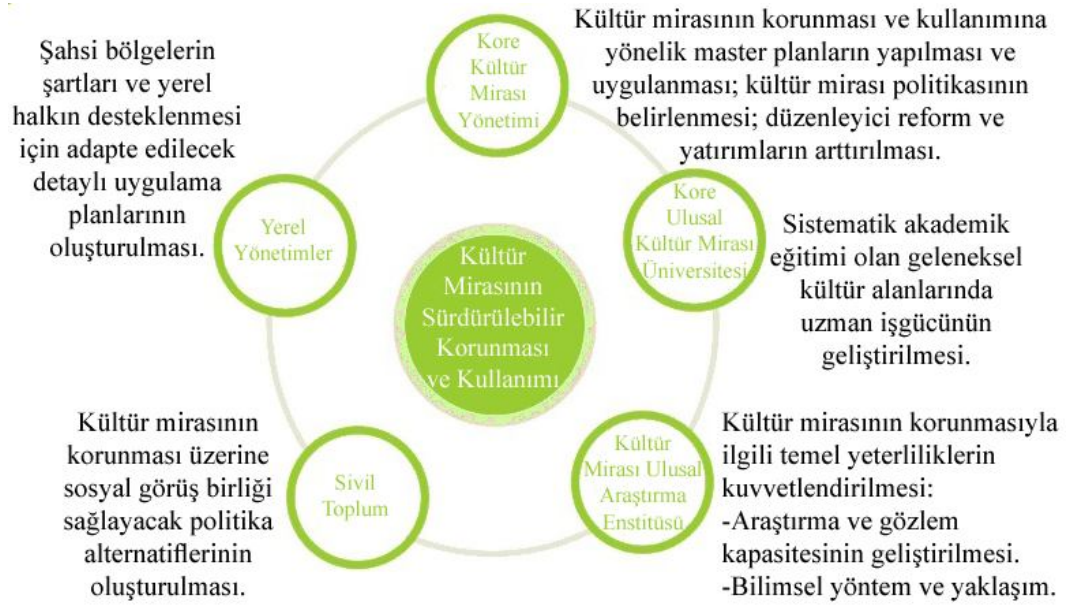 Kore
Kültür
Mirası
Yönetimi
Kültür mirasının korunması ve kullanımına
yönelik master planların yapılması ve
uygulanması; kültür mirası politikasının
belirlenmesi; düzenleyici reform ve
yatırımların arttırılması.
Şahsi bölgelerin
şartları ve yerel
halkın desteklenmesi
için adapte edilecek
detaylı uygulama
planlarının
oluşturulması.
Yerel
Yönetimler
Kore
Ulusal
Kültür Mirası
Üniversitesi
Sistematik akademik
eğitimi olan geleneksel
kültür alanlarında
uzman işgücünün
geliştirilmesi.
Kültür
Mirasının
Sürdürülebilir
Korunması
ve Kullanımı
Kültür mirasının
korunması üzerine
sosyal görüş birliği
sağlayacak politika
alternatiflerinin
oluşturulması.
Sivil
Toplum
Kültür
Mirası Ulusal
Araştırma
Enstitüsü
Kültür mirasının korunmasıyla
ilgili temel yeterliliklerin
kuvvetlendirilmesi:
-Araştırma ve gözlem
kapasitesinin geliştirilmesi.
-Bilimsel yöntem ve yaklaşım.